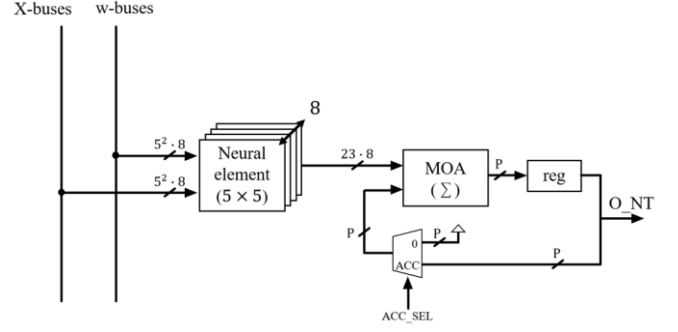 X-buses w-buses
8
5² · 8
5² · 8
Neural
element
(5 × 5)
23 · 8
MOA
(Σ)
P
reg
O_NT
P
0
P
ACC
P
ACC_SEL